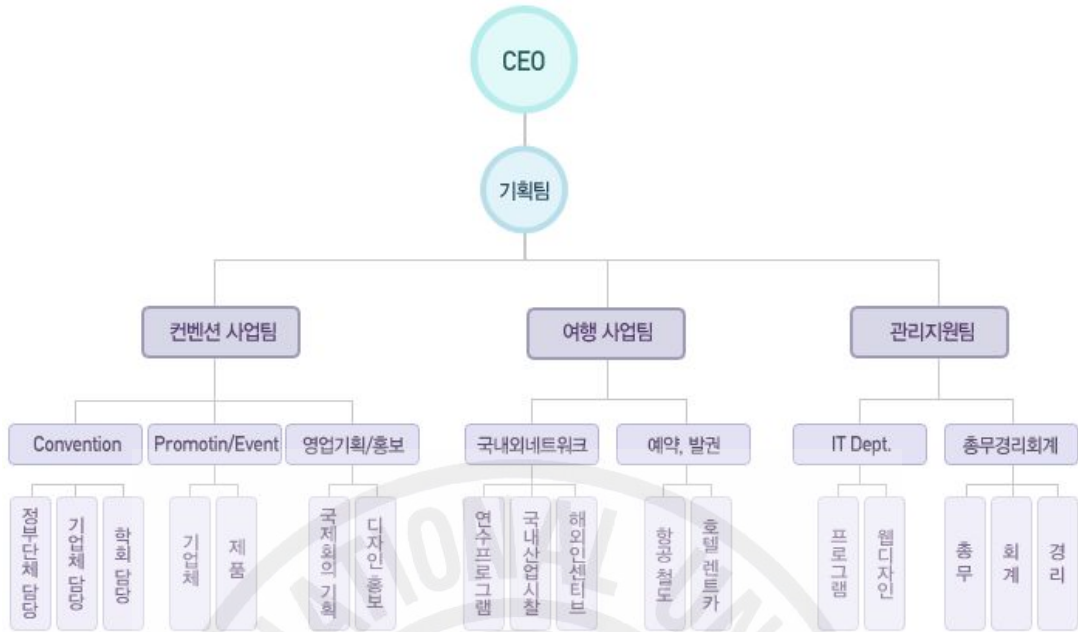 CEO
기획팀
컨벤션 사업팀
여행 사업팀
관리지원팀
Convention
Promotin/Event
영업기획/홍보
국내외네트워크
예약, 발권
IT Dept.
총무경리회계
정부단체 담당
기업체 담당
학회 담당
기업체
제품
국제회의 기획
디자인 홍보
연수프로그램
국내산업시찰
해외인센티브
항공 철도
호텔 렌트카
프로그램
웹디자인
총무
회계
경리
NATIONAL UN